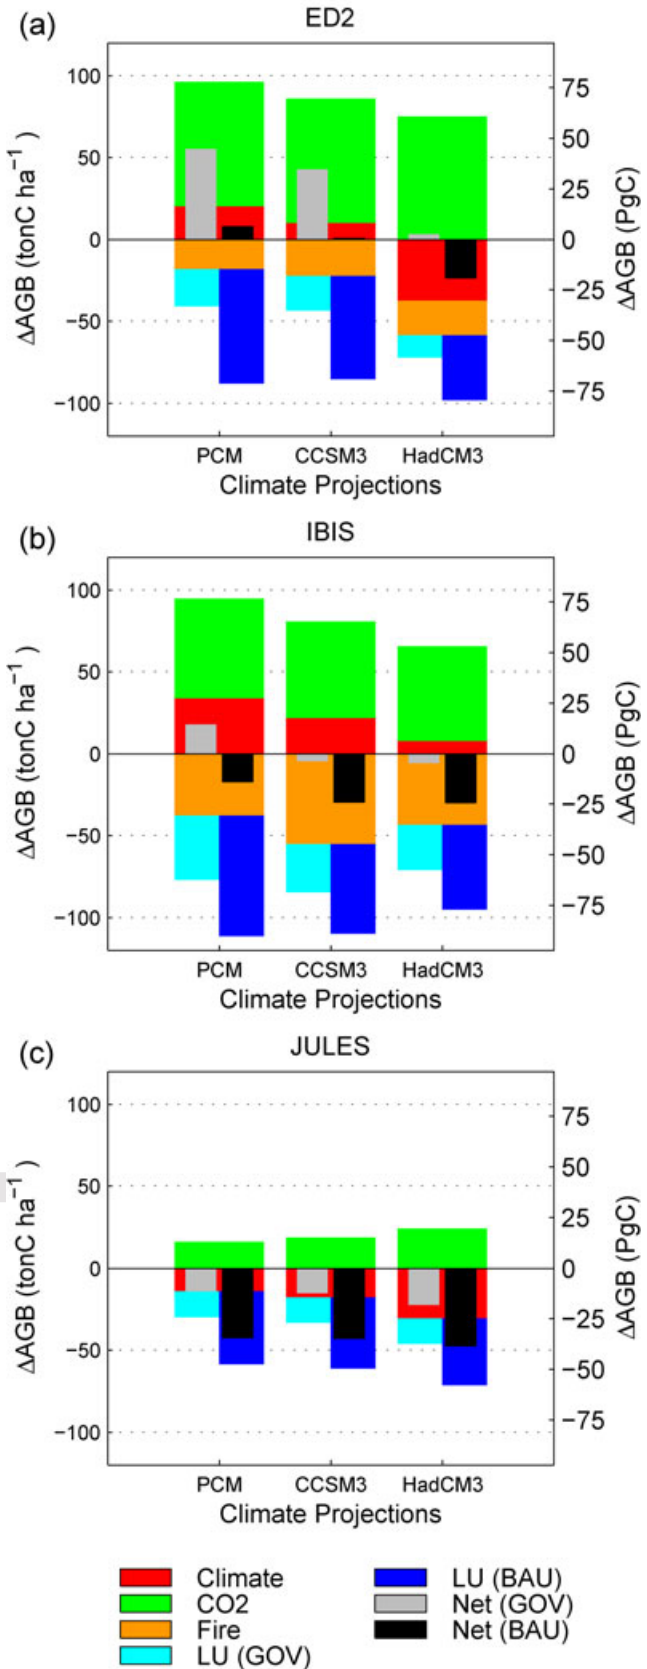 (a) ED2
100
50
0
−50
−100
75
50
25
0
−25
−50
−75
ΔAGB (tonC ha⁻¹)
ΔAGB (PgC)
PCM CCSM3 HadCM3
Climate Projections
(b) IBIS
100
50
0
−50
−100
75
50
25
0
−25
−50
−75
ΔAGB (tonC ha⁻¹)
ΔAGB (PgC)
PCM CCSM3 HadCM3
Climate Projections
(c) JULES
100
50
0
−50
−100
75
50
25
0
−25
−50
−75
ΔAGB (tonC ha⁻¹)
ΔAGB (PgC)
PCM CCSM3 HadCM3
Climate Projections
Climate
CO2
Fire
LU (GOV)
LU (BAU)
Net (GOV)
Net (BAU)